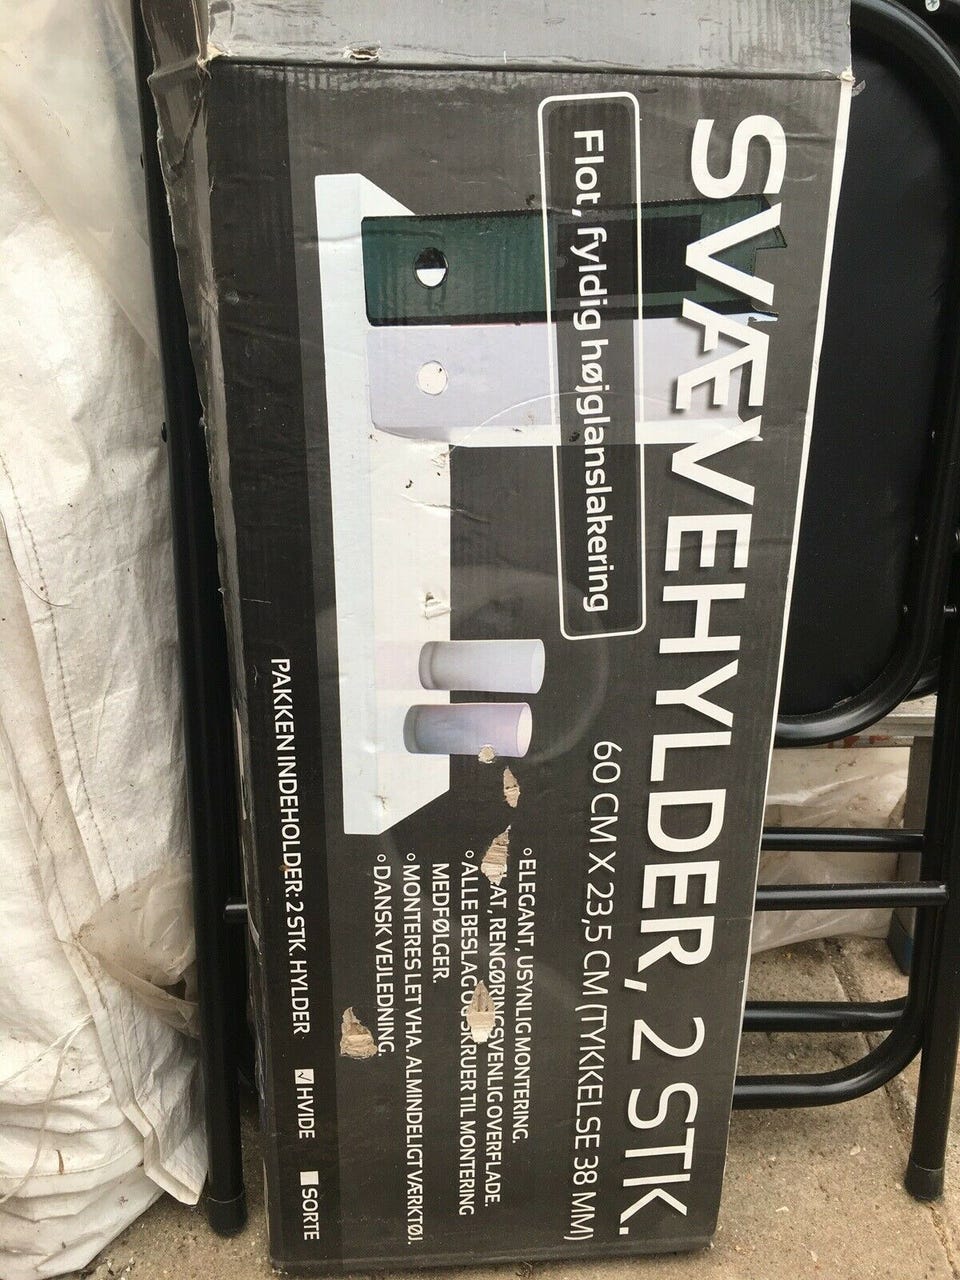 SVÆVEHYLDER, 2 STK.
60 CM X 23,5 CM (TYKKELSE 38 MM)
Flot, fyldig højglanslakering
° ELEGANT, USYNLIG MONTERING.
AT, RENGØRINGSVENLIG OVERFLADE.
° ALLE BESLAG OG SKRUER TIL MONTERING
MEDFØLGER.
° MONTERES LET VHA. ALMINDELIGT VÆRKTØJ.
° DANSK VEJLEDNING.
PAKKEN INDEHOLDER: 2 STK. HYLDER ☑ HVIDE ☐ SORTE